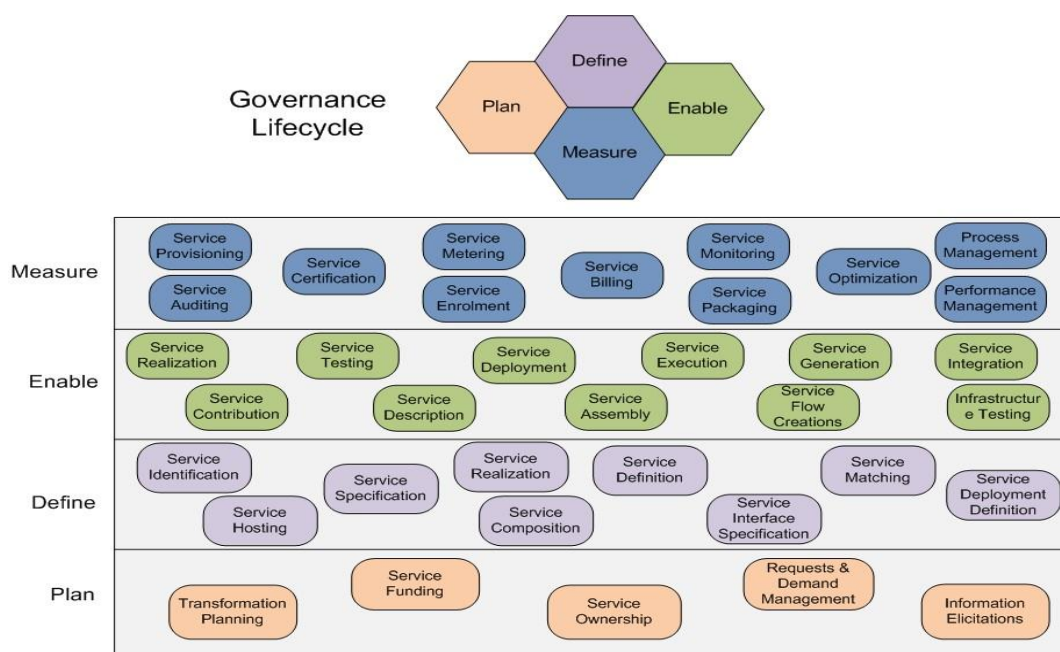 Governance
Lifecycle
Define
Plan
Enable
Measure
Measure
Service
Provisioning
Service
Auditing
Service
Certification
Service
Metering
Service
Enrolment
Service
Billing
Service
Monitoring
Service
Packaging
Service
Optimization
Process
Management
Performance
Management
Enable
Service
Realization
Service
Contribution
Service
Testing
Service
Description
Service
Deployment
Service
Assembly
Service
Execution
Service
Flow
Creations
Service
Generation
Service
Integration
Infrastructur
e Testing
Define
Service
Identification
Service
Hosting
Service
Specification
Service
Realization
Service
Composition
Service
Definition
Service
Interface
Specification
Service
Matching
Service
Deployment
Definition
Plan
Transformation
Planning
Service
Funding
Service
Ownership
Requests &
Demand
Management
Information
Elicitations